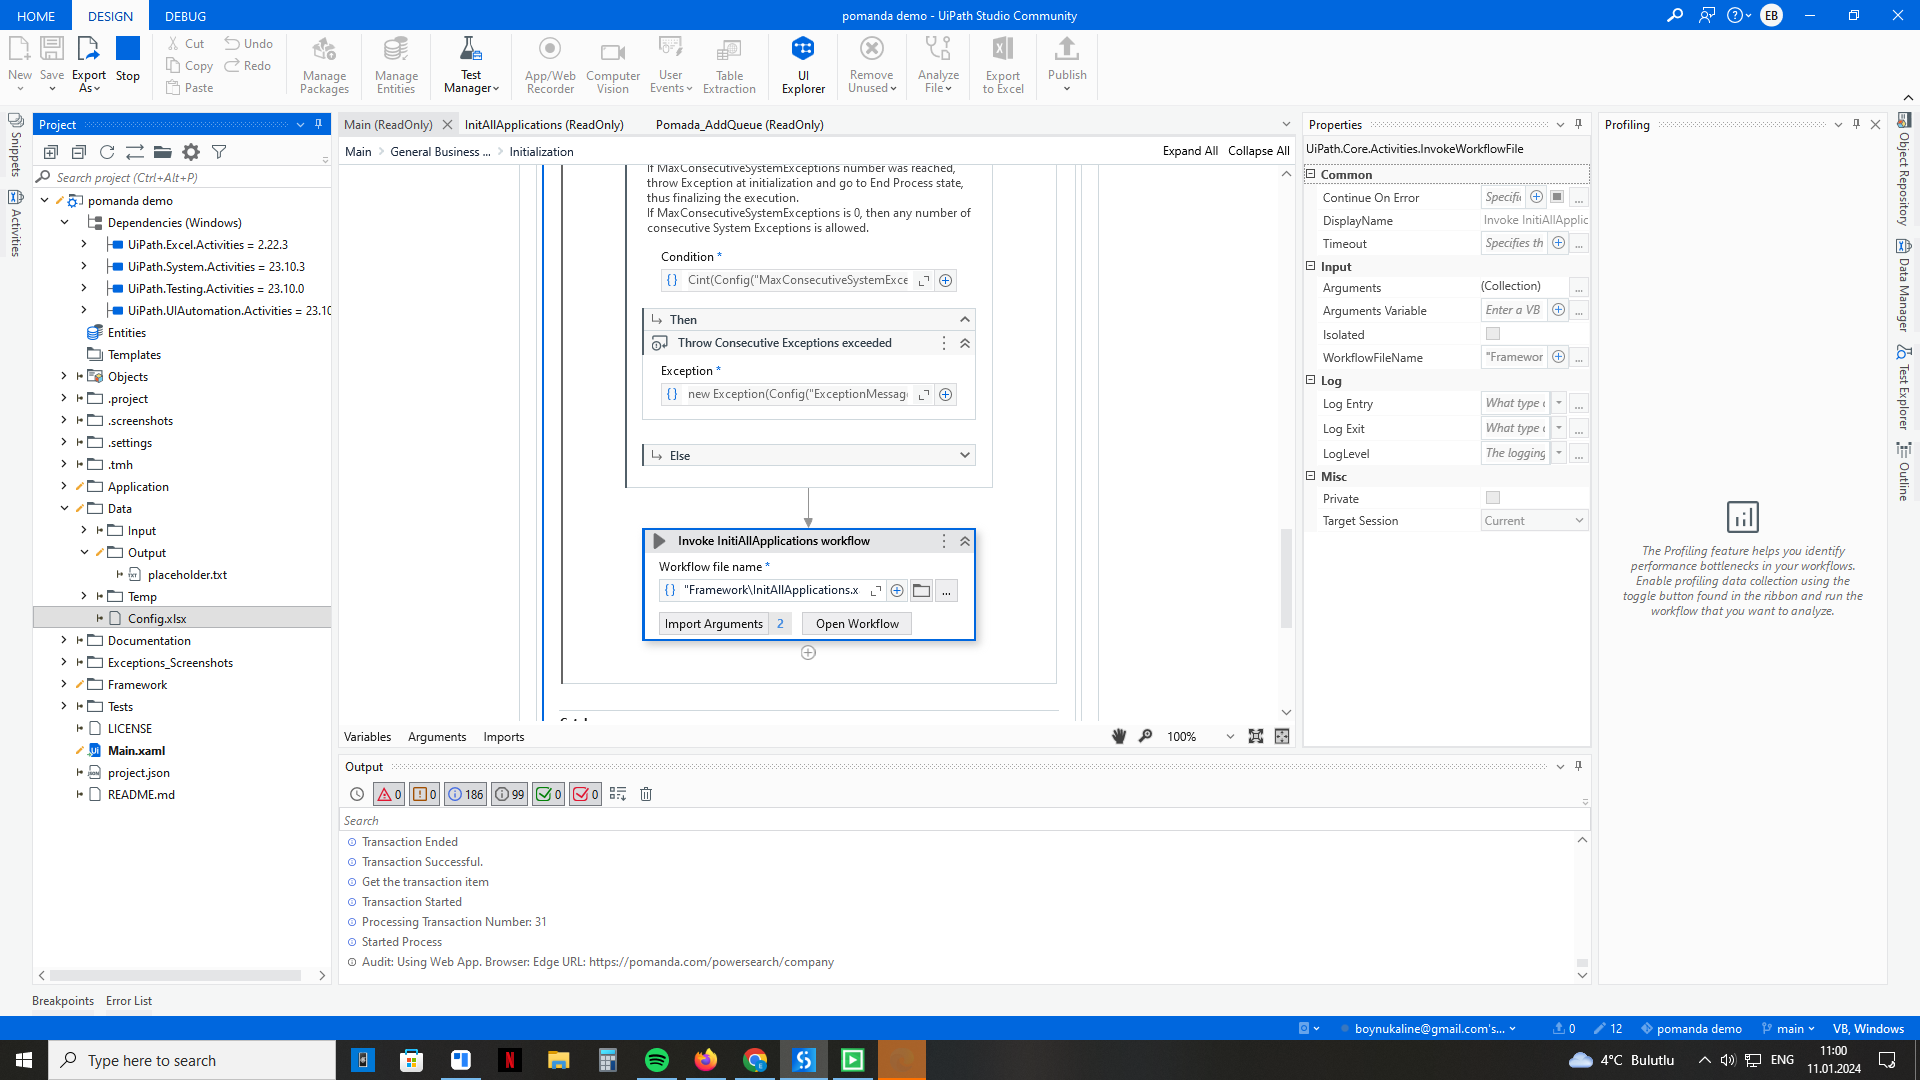 HOME
DESIGN
DEBUG
pomanda demo - UiPath Studio Community
EB
New
Save
Export As
Stop
Cut
Copy
Paste
Undo
Redo
Manage Packages
Manage Entities
Test Manager
App/Web Recorder
Computer Vision
User Events
Table Extraction
UI Explorer
Remove Unused
Analyze File
Export to Excel
Publish
Snippets
Activities
Project
Search project (Ctrl+Alt+P)
pomanda demo
Dependencies (Windows)
UiPath.Excel.Activities = 2.22.3
UiPath.System.Activities = 23.10.3
UiPath.Testing.Activities = 23.10.0
UiPath.UIAutomation.Activities = 23.10
Entities
Templates
Objects
.project
.screenshots
.settings
.tmh
Application
Data
Input
Output
placeholder.txt
Temp
Config.xlsx
Documentation
Exceptions_Screenshots
Framework
Tests
LICENSE
Main.xaml
project.json
README.md
Main (ReadOnly)
InitAllApplications (ReadOnly)
Pomada_AddQueue (ReadOnly)
Main
General Business ...
Initialization
Expand All
Collapse All
If MaxConsecutiveSystemExceptions number was reached,
throw Exception at initialization and go to End Process state,
thus finalizing the execution.
If MaxConsecutiveSystemExceptions is 0, then any number of
consecutive System Exceptions is allowed.
Condition *
Cint(Config("MaxConsecutiveSystemExce
Then
Throw Consecutive Exceptions exceeded
Exception *
new Exception(Config("ExceptionMessag
Else
Invoke InitiAllApplications workflow
Workflow file name *
"Framework\InitAllApplications.x
...
Import Arguments 2
Open Workflow
Variables
Arguments
Imports
100%
Output
0
0
186
99
0
0
Search
Transaction Ended
Transaction Successful.
Get the transaction item
Transaction Started
Processing Transaction Number: 31
Started Process
Audit: Using Web App. Browser: Edge URL: https://pomanda.com/powersearch/company
Properties
UiPath.Core.Activities.InvokeWorkflowFile
Common
Continue On Error Specifi ...
DisplayName Invoke InitiAllApplic
Timeout Specifies th ...
Input
Arguments (Collection) ...
Arguments Variable Enter a VB ...
Isolated
WorkflowFileName "Framewor ...
Log
Log Entry What type o ...
Log Exit What type o ...
LogLevel The logging ...
Misc
Private
Target Session Current
Profiling
The Profiling feature helps you identify
performance bottlenecks in your workflows.
Enable profiling data collection using the
toggle button found in the ribbon and run the
workflow that you want to analyze.
Object Repository
Data Manager
Test Explorer
Outline
Breakpoints
Error List
boynukaline@gmail.com's...
0
12
pomanda demo
main
VB, Windows
Type here to search
4°C Bulutlu
ENG
11:00
11.01.2024